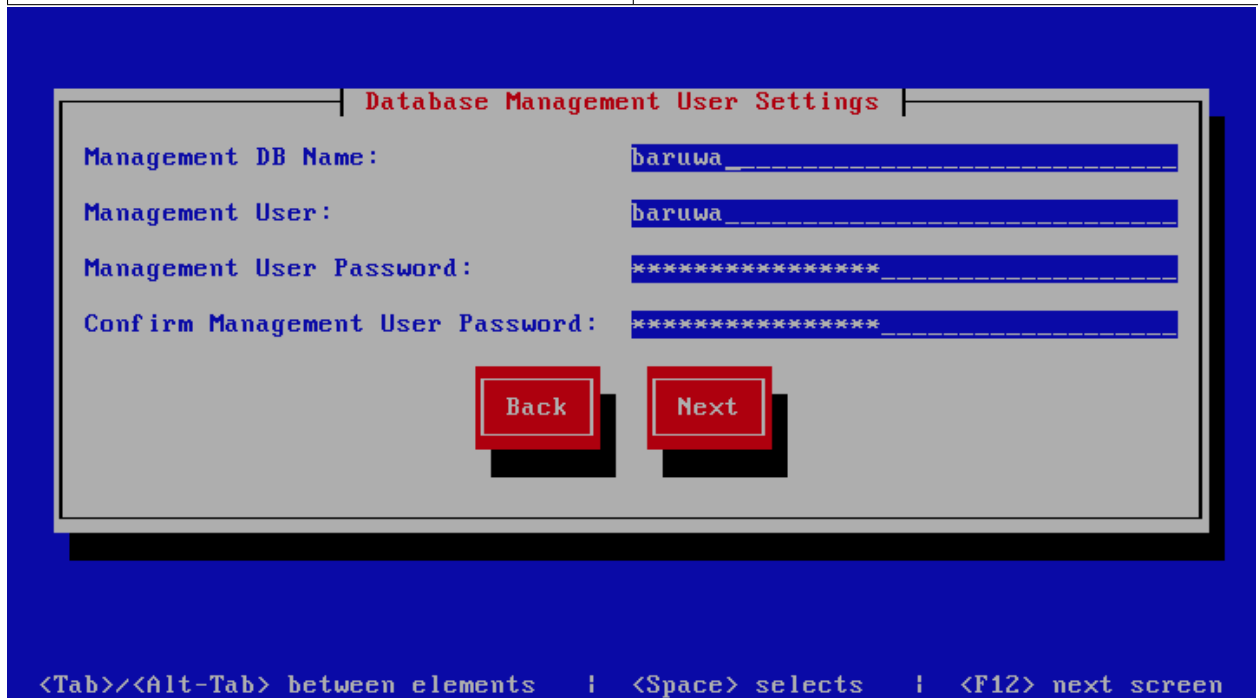 Database Management User Settings
Management DB Name: baruwa
Management User: baruwa
Management User Password: ****************
Confirm Management User Password: ****************
Back Next
<Tab>/<Alt-Tab> between elements | <Space> selects | <F12> next screen